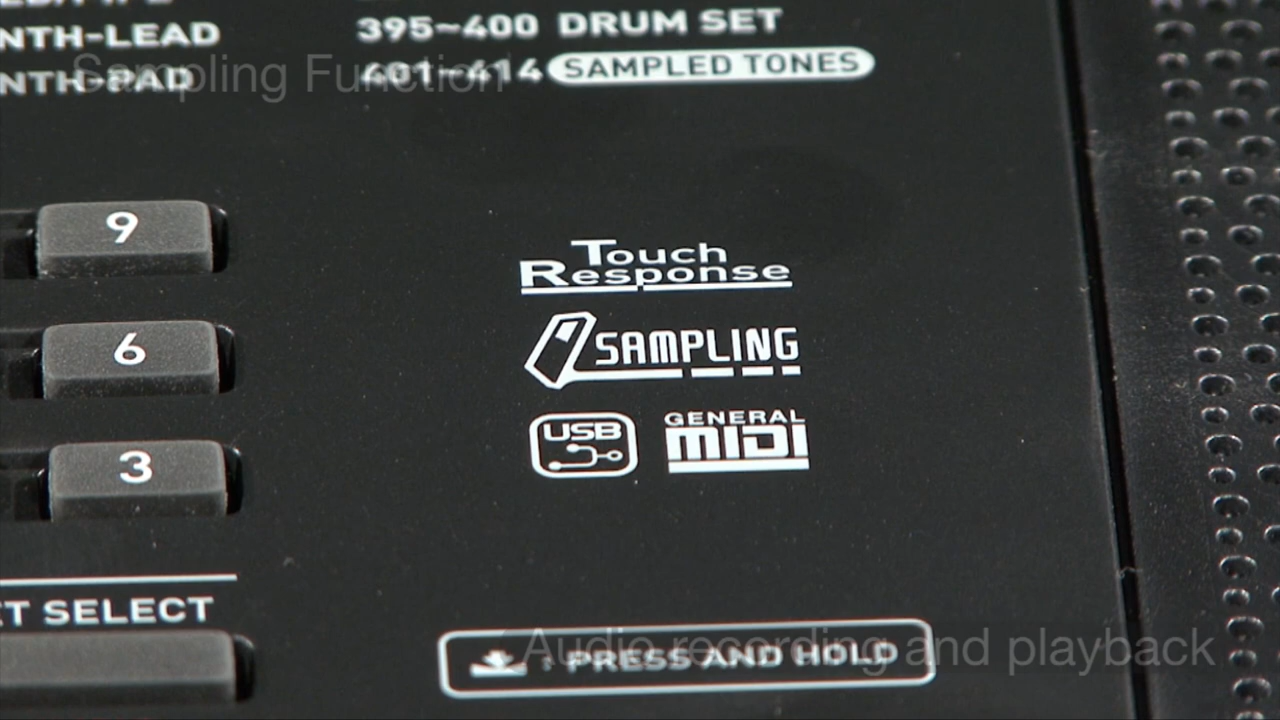 NTH-LEAD
395~400 DRUM SET
NTH-PAD
401~414 SAMPLED TONES
Sampling Function
9
Touch
Response
6
SAMPLING
USB
GENERAL
MIDI
3
ET SELECT
: PRESS AND HOLD
Audio recording and playback